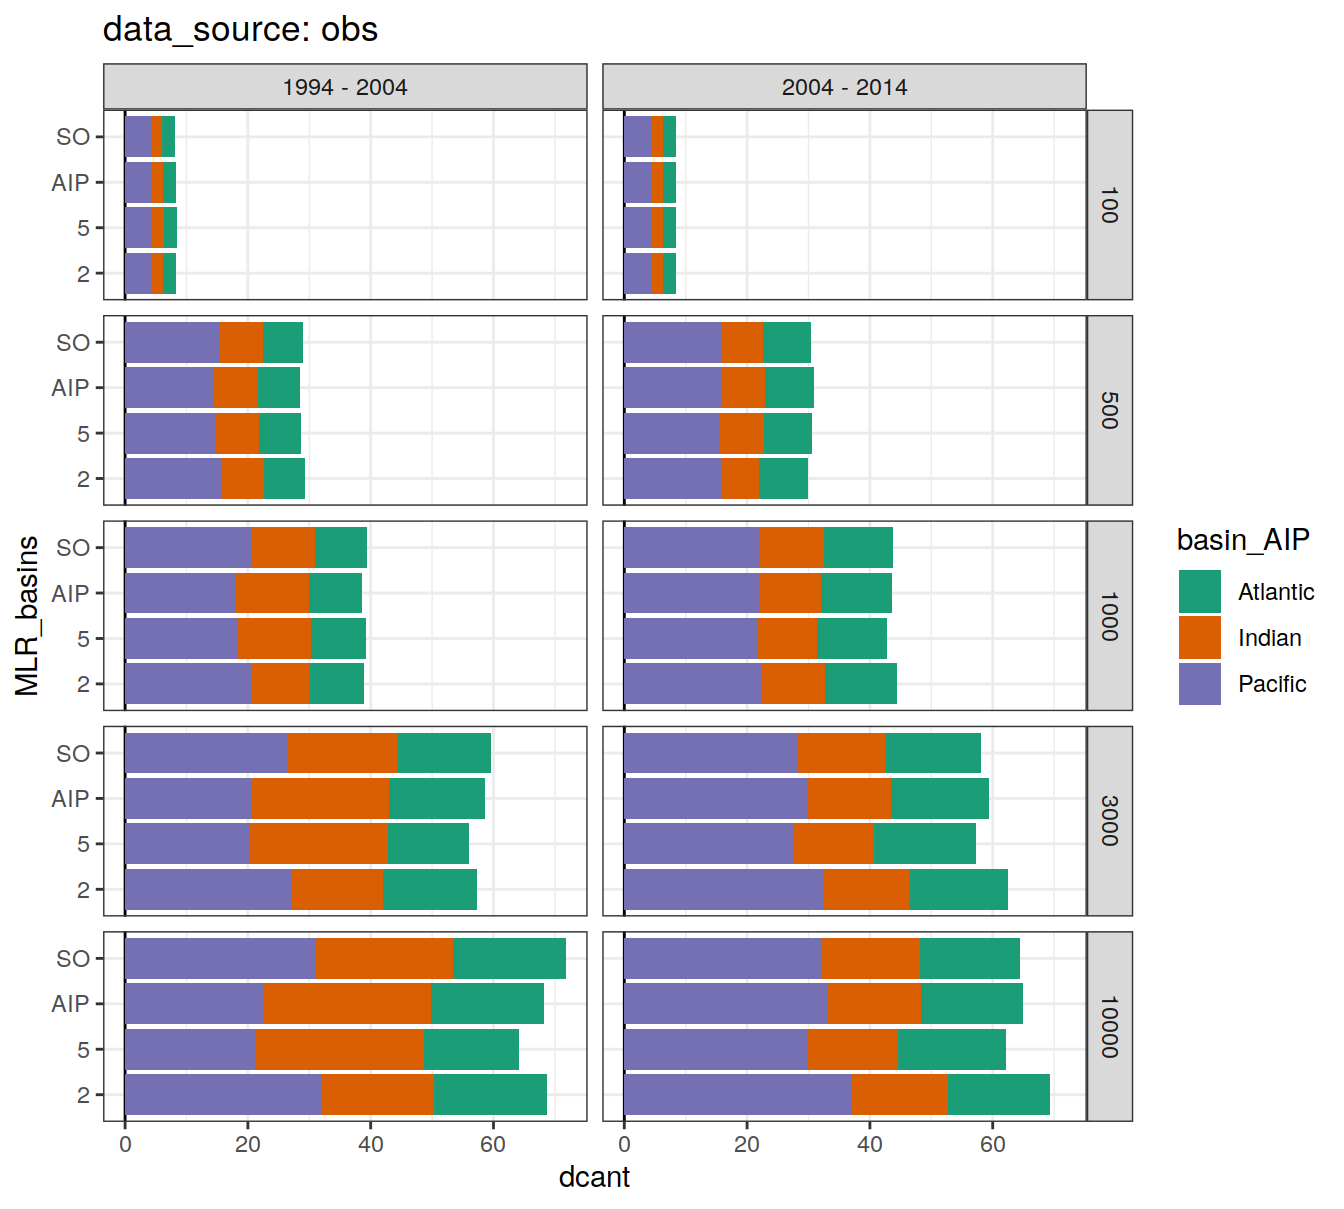 data_source: obs
1994 - 2004
2004 - 2014
SO
AIP
5
2
100
SO
AIP
5
2
500
MLR_basins
SO
AIP
5
2
1000
SO
AIP
5
2
3000
SO
AIP
5
2
10000
0 20 40 60
0 20 40 60
dcant
basin_AIP
Atlantic
Indian
Pacific